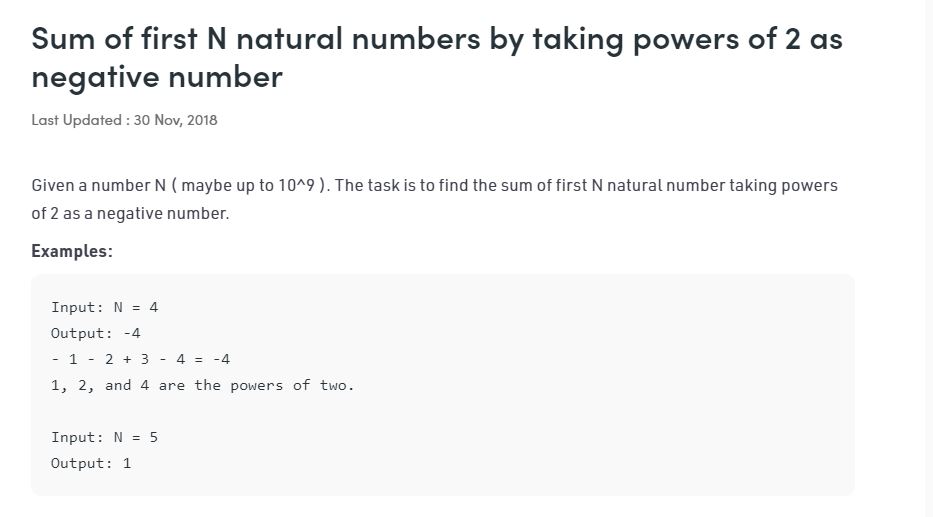 Sum of first N natural numbers by taking powers of 2 as
negative number
Last Updated : 30 Nov, 2018
Given a number N ( maybe up to 10^9 ). The task is to find the sum of first N natural number taking powers
of 2 as a negative number.
Examples:
Input: N = 4
Output: -4
- 1 - 2 + 3 - 4 = -4
1, 2, and 4 are the powers of two.
Input: N = 5
Output: 1